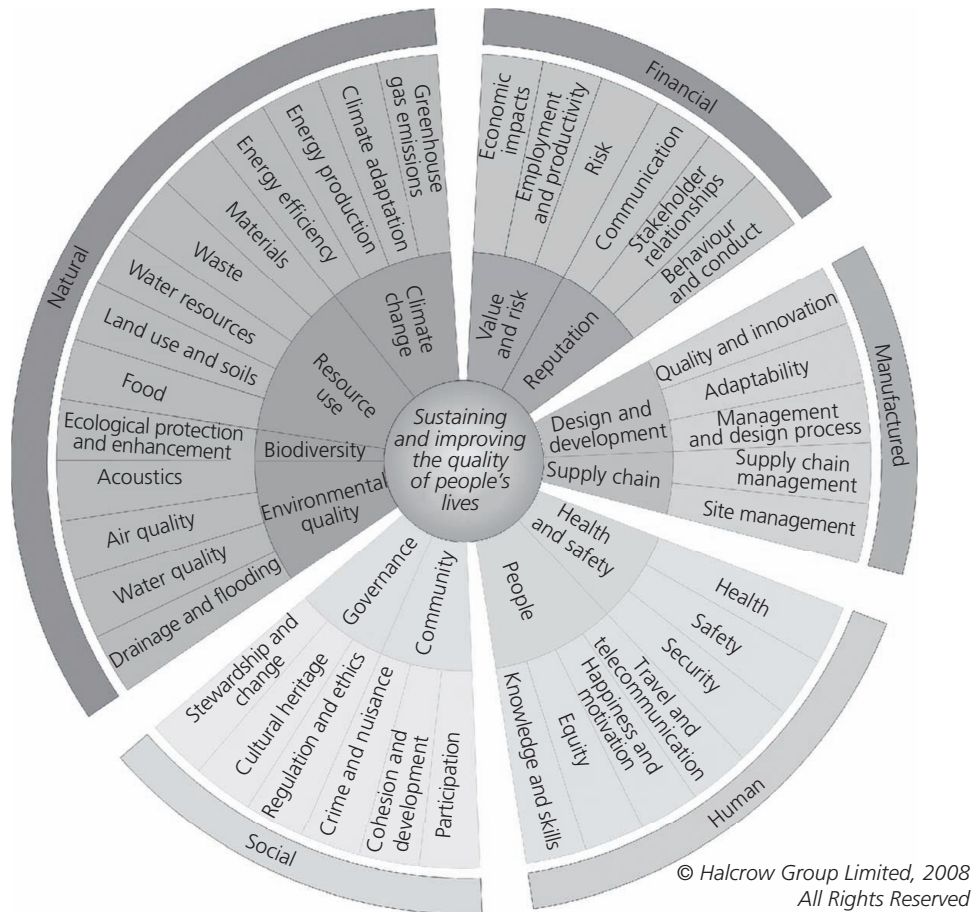 Natural
Greenhouse
gas emissions
Climate adaptation
Energy production
Energy efficiency
Materials
Waste
Water resources
Land use and soils
Food
Ecological protection
and enhancement
Acoustics
Air quality
Water quality
Drainage and flooding
Climate
change
Resource
use
Biodiversity
Environmental
quality
Financial
Economic
impacts
Employment
and productivity
Risk
Communication
Stakeholder
relationships
Behaviour
and conduct
Value
and risk
Reputation
Manufactured
Quality and innovation
Adaptability
Management
and design process
Supply chain
management
Site management
Design and
development
Supply chain
Sustaining
and improving
the quality
of people's
lives
Human
Health
and safety
People
Health
Safety
Security
Travel and
telecommunication
Happiness and
motivation
Equity
Knowledge and skills
Social
Governance
Community
Stewardship and
change
Cultural heritage
Regulation and ethics
Crime and nuisance
Cohesion and
development
Participation
© Halcrow Group Limited, 2008
All Rights Reserved